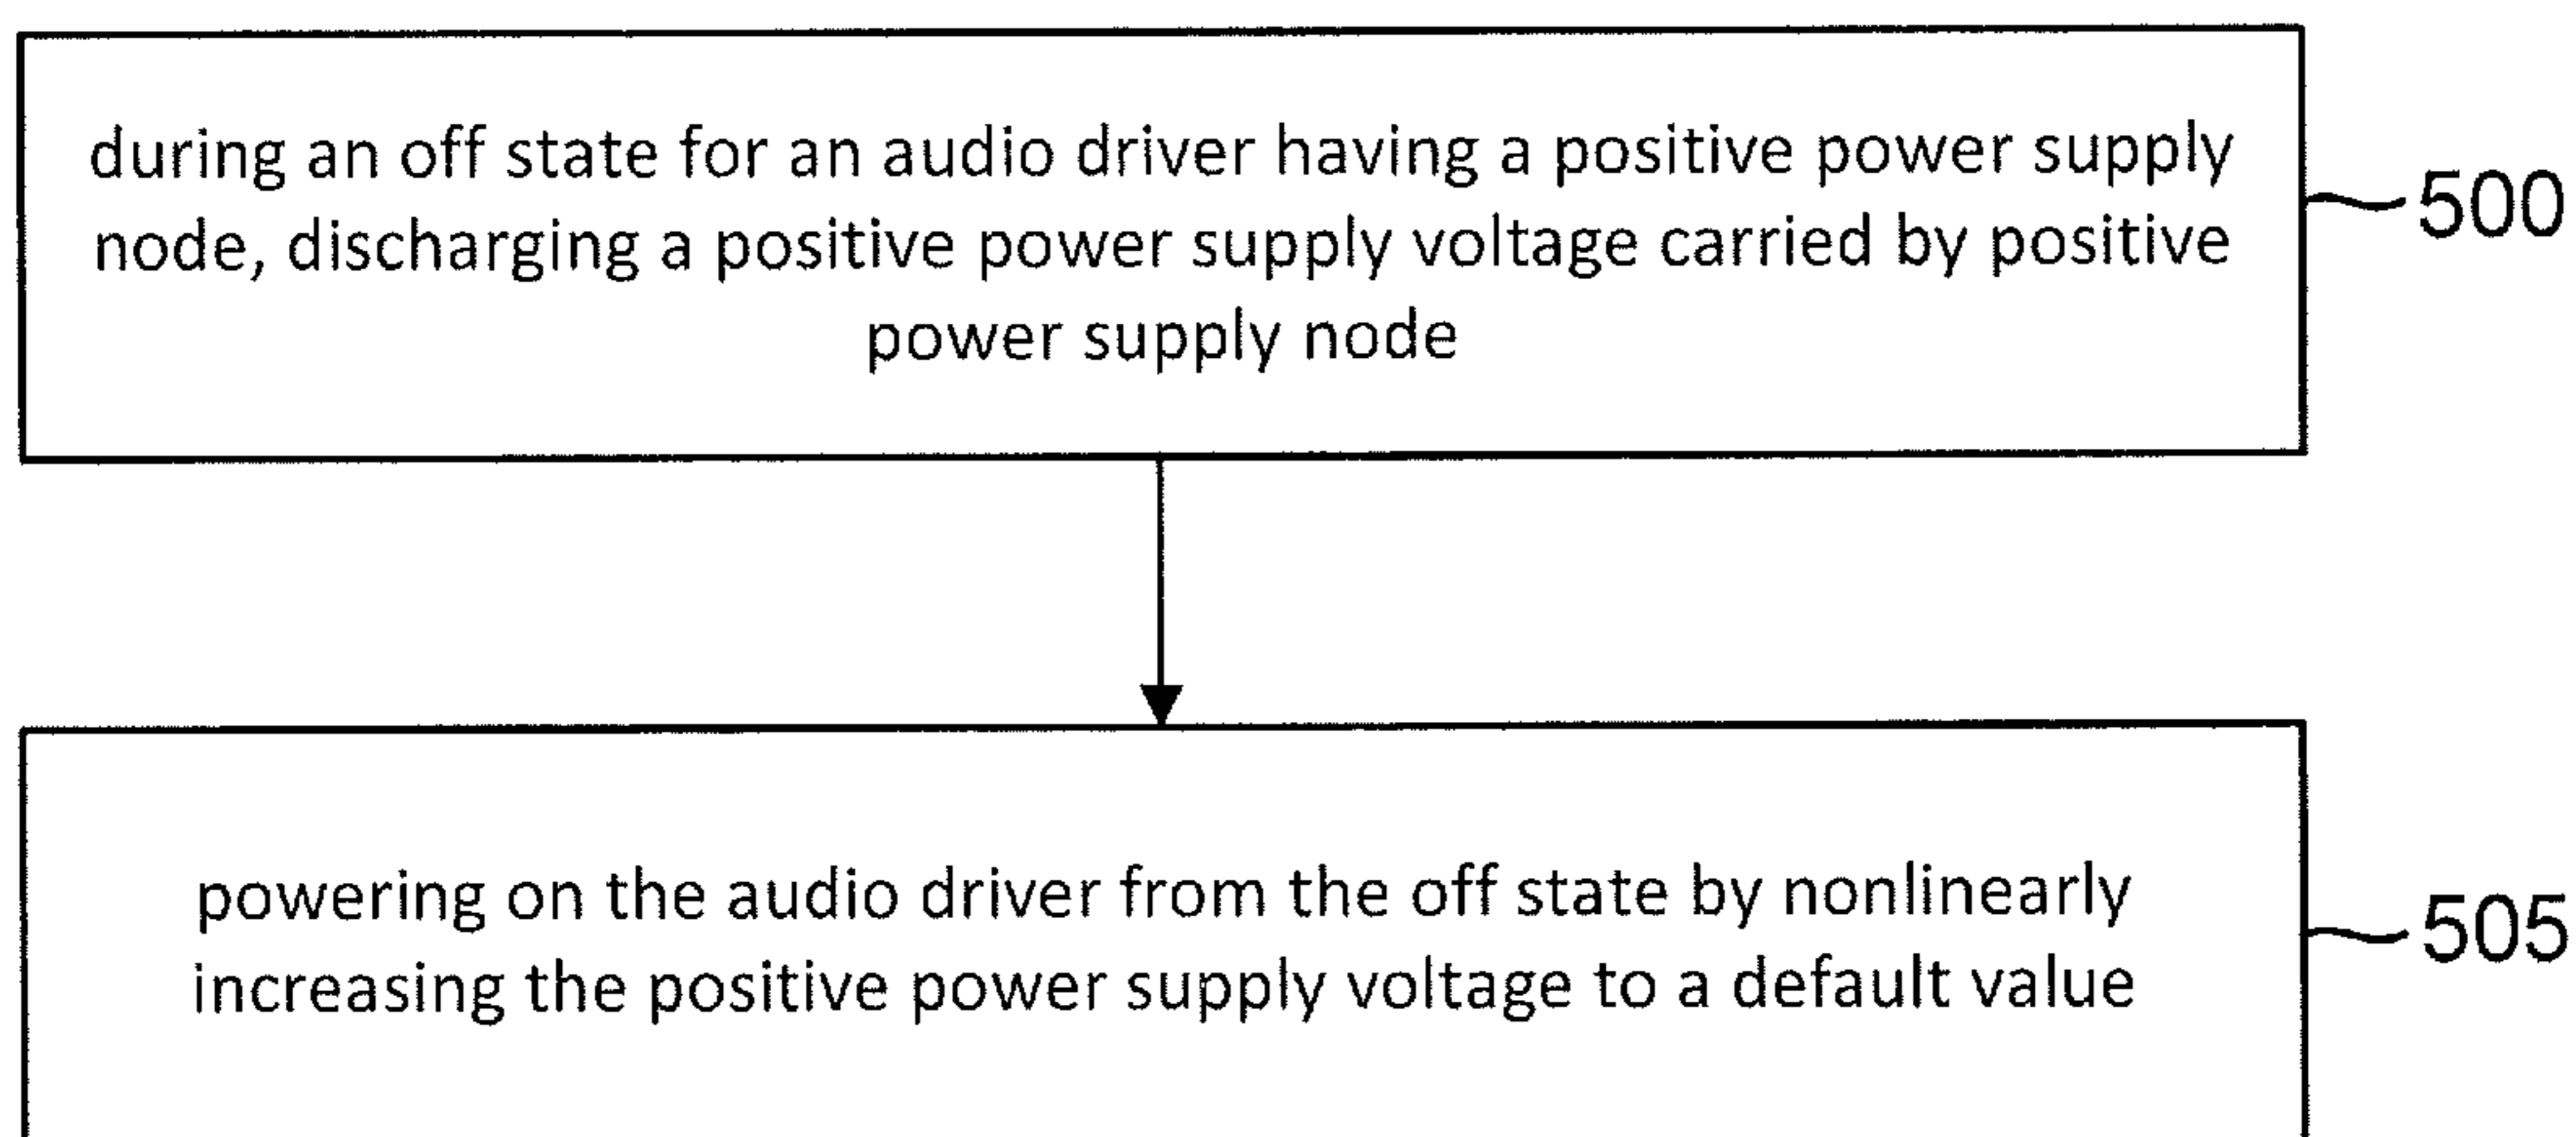 during an off state for an audio driver having a positive power supply
node, discharging a positive power supply voltage carried by positive
power supply node
500
powering on the audio driver from the off state by nonlinearly
increasing the positive power supply voltage to a default value
505